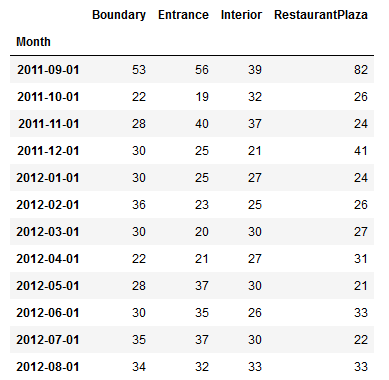 Boundary Entrance Interior RestaurantPlaza
Month
2011-09-01 53 56 39 82
2011-10-01 22 19 32 26
2011-11-01 28 40 37 24
2011-12-01 30 25 21 41
2012-01-01 30 25 27 24
2012-02-01 36 23 25 26
2012-03-01 30 20 30 27
2012-04-01 22 21 27 31
2012-05-01 28 37 30 21
2012-06-01 30 35 26 33
2012-07-01 35 37 30 22
2012-08-01 34 32 33 33